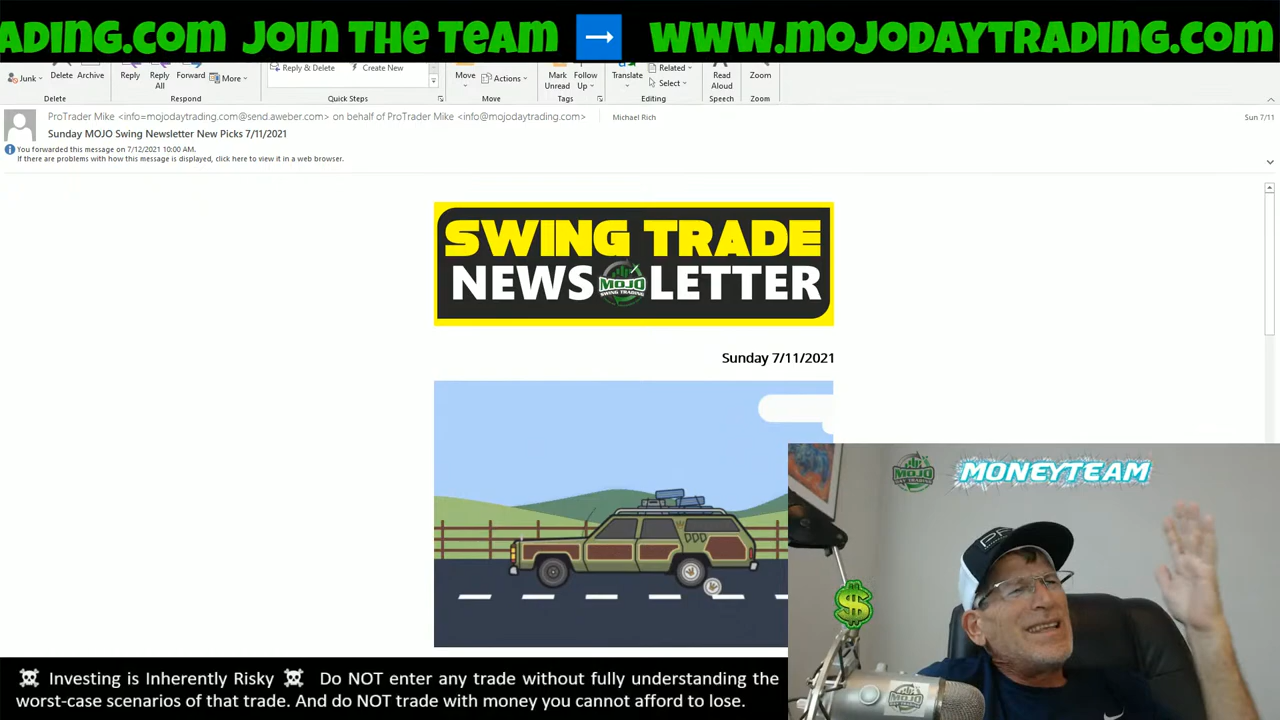 ADING.com JOIN THE TEAM → www.MOJODAYTRADING.com
Junk Delete Archive Reply Reply All Forward More
Reply & Delete Create New
Move Actions Mark Unread Follow Up Translate Related Select Read Aloud Zoom
Delete Respond Quick Steps Move Tags Editing Speech Zoom
ProTrader Mike <info=mojodaytrading.com@send.aweber.com> on behalf of ProTrader Mike <info@mojodaytrading.com> Michael Rich Sun 7/11
Sunday MOJO Swing Newsletter New Picks 7/11/2021
You forwarded this message on 7/12/2021 10:00 AM.
If there are problems with how this message is displayed, click here to view it in a web browser.
SWING TRADE
NEWS LETTER
MOJO
SWING TRADING
Sunday 7/11/2021
DDD
MOJO
DAY TRADING
MONEYTEAM
$
MOJO
Investing is Inherently Risky Do NOT enter any trade without fully understanding the
worst-case scenarios of that trade. And do NOT trade with money you cannot afford to lose.